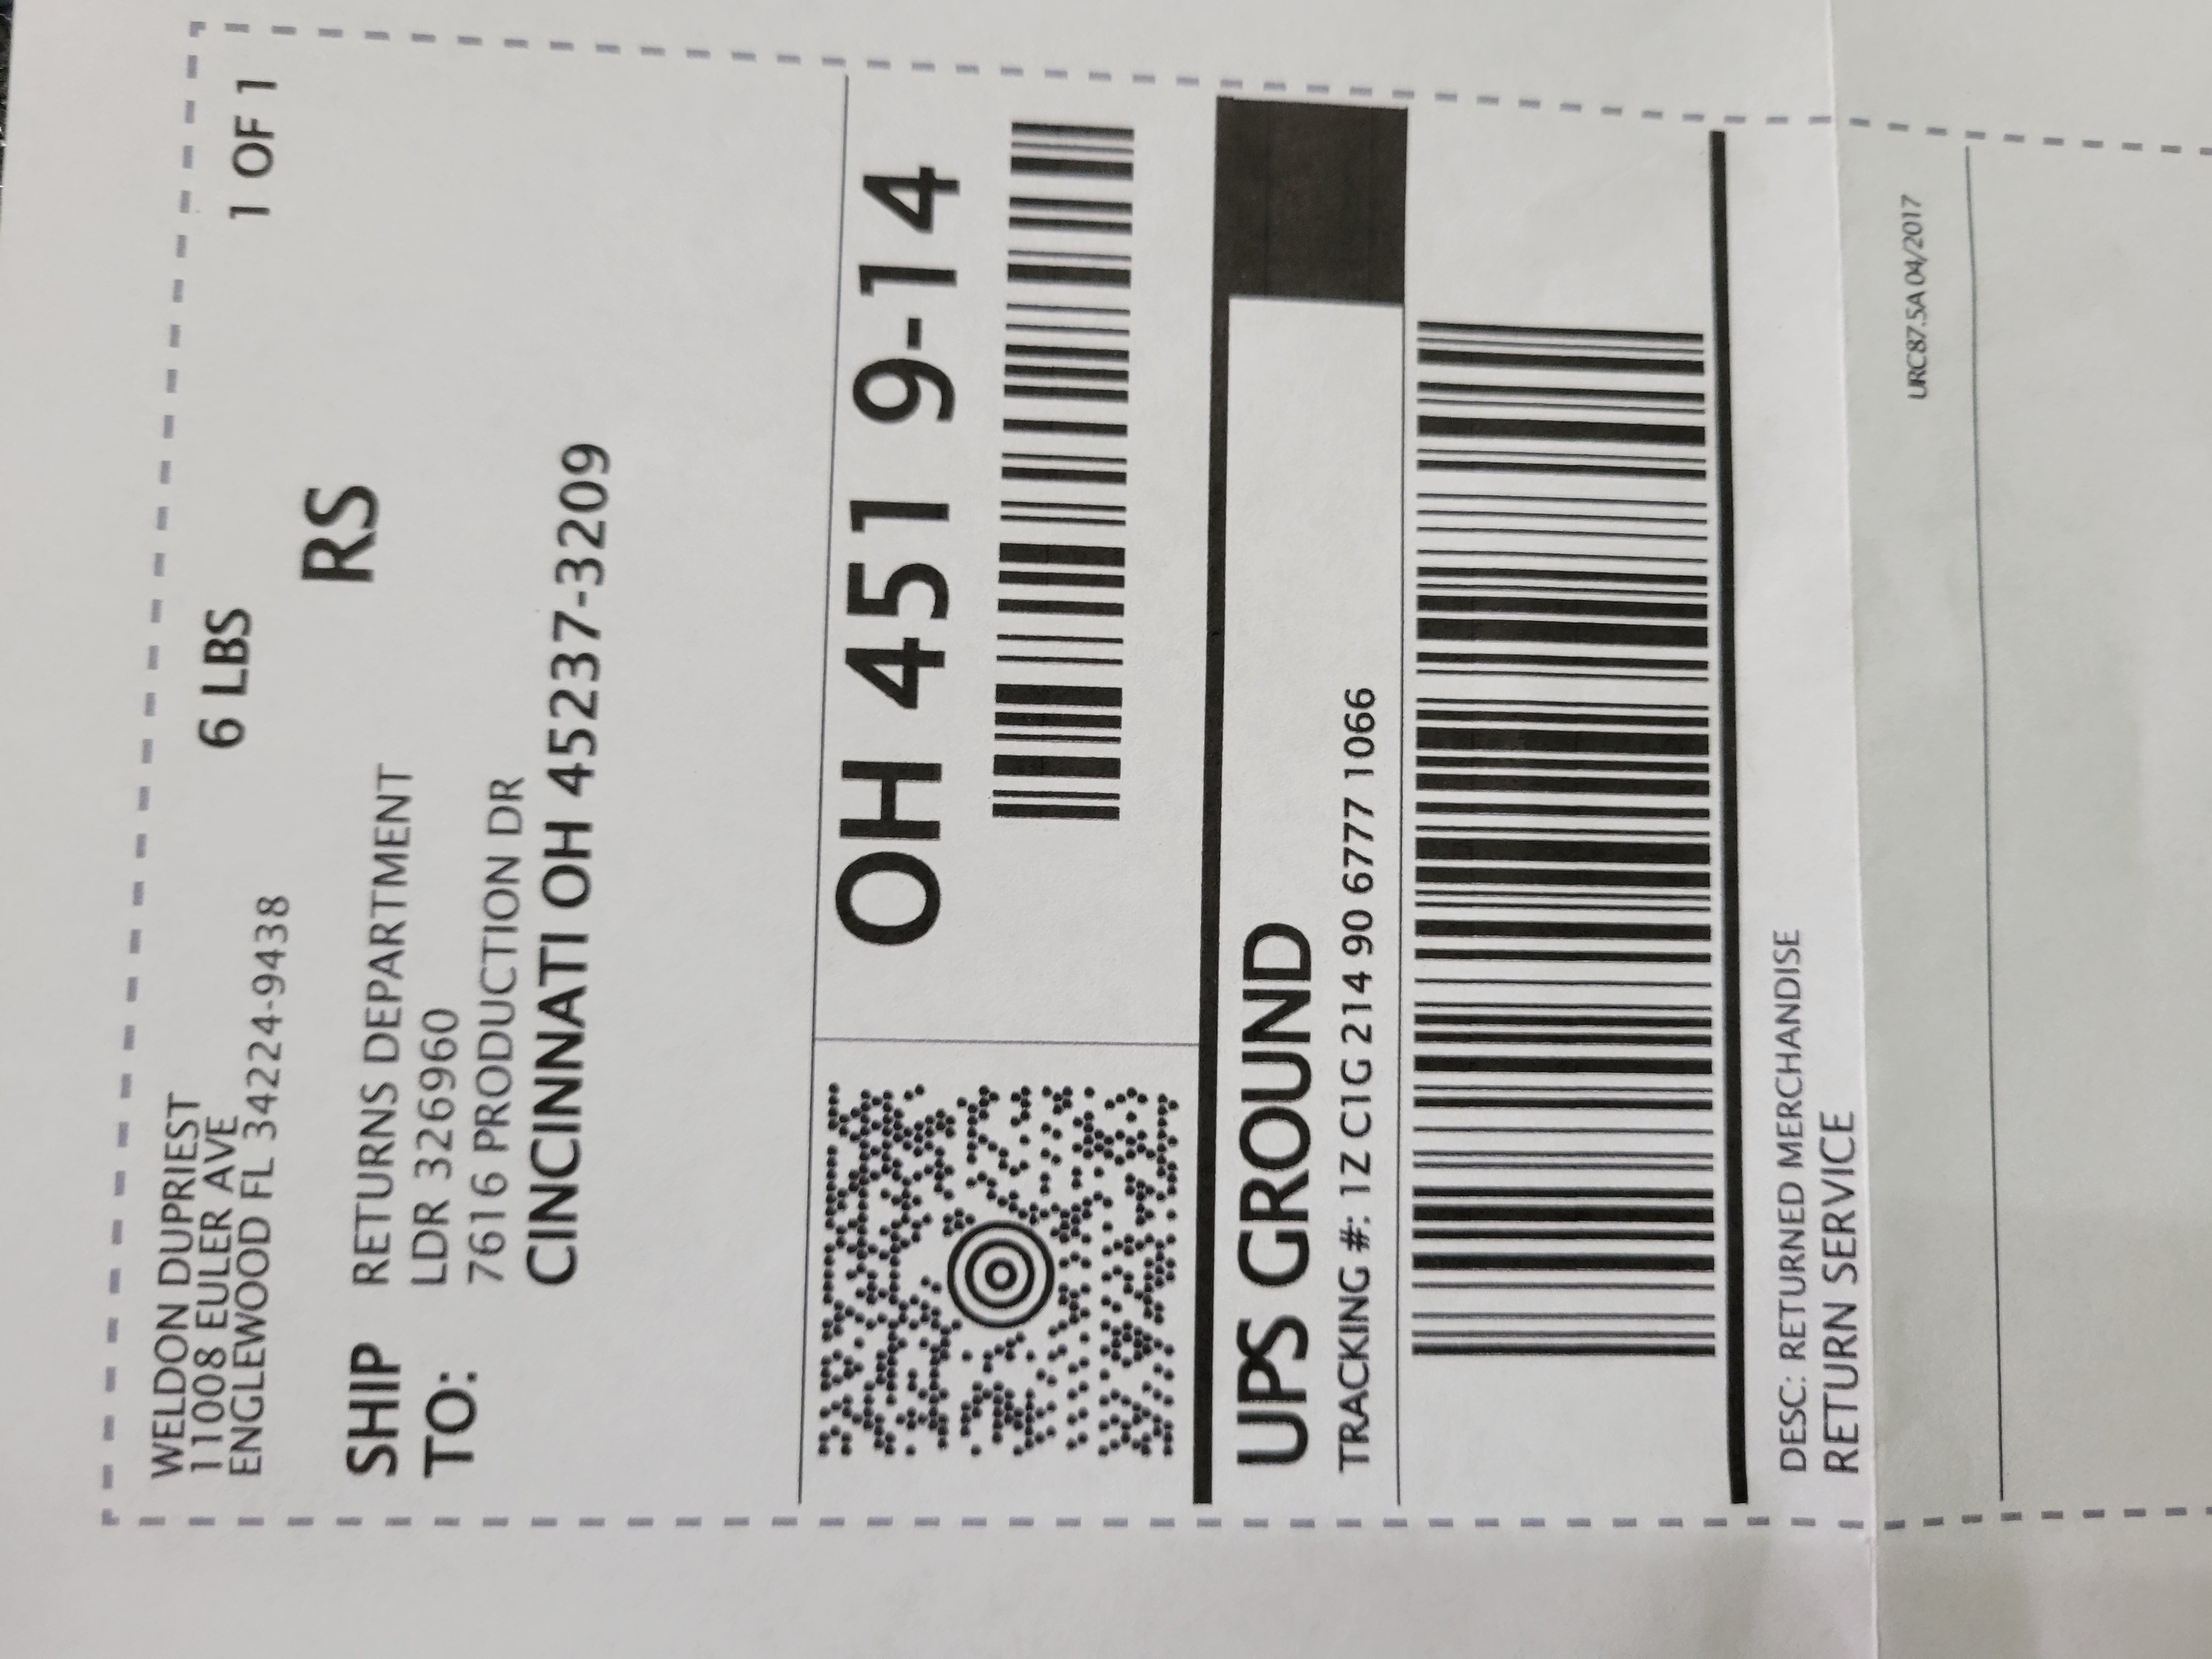 WELDON DUPRIEST
11008 EULER AVE
ENGLEWOOD FL 34224-9438
6 LBS
1 OF 1
RS
SHIP TO:
RETURNS DEPARTMENT
LDR 326960
7616 PRODUCTION DR
CINCINNATI OH 45237-3209
OH 451 9-14
UPS GROUND
TRACKING #: 1Z C1G 214 90 6777 1066
DESC: RETURNED MERCHANDISE
RETURN SERVICE
URC87.5A 04/2017